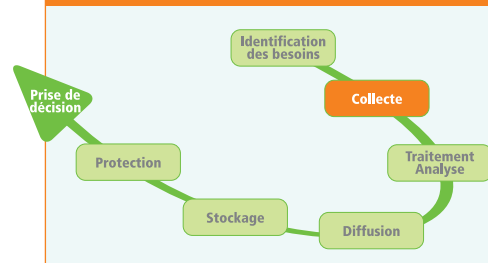 Identification
des besoins
Collecte
Traitement
Analyse
Diffusion
Stockage
Protection
Prise de
décision